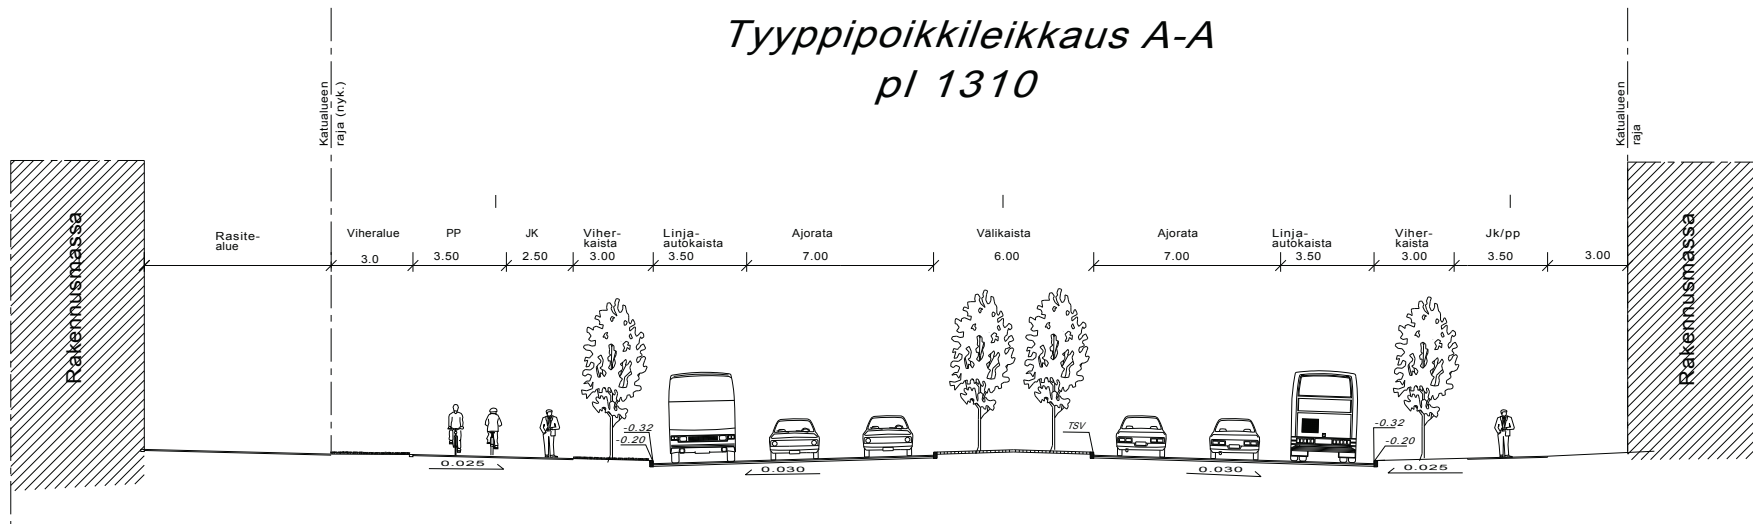 Tyyppipoikkileikkaus A-A
pl 1310
Katualueen
raja (nyk.)
Katualueen
raja
Rakennusmassa
Rasite-
alue
Viheralue
3.0
PP
3.50
JK
2.50
Viher-
kaista
3.00
Linja-
autokaista
3.50
Ajorata
7.00
Välikaista
6.00
Ajorata
7.00
Linja-
autokaista
3.50
Viher-
kaista
3.00
Jk/pp
3.50
3.00
Rakennusmassa
-0.32
-0.20
TSV
-0.32
-0.20
0.025
0.030
0.030
0.025